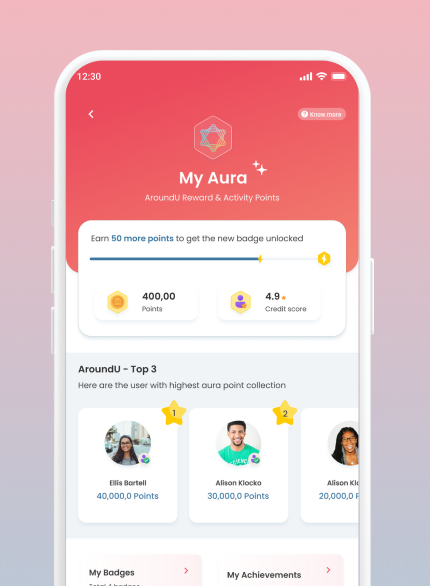 12:30
Know more
My Aura
AroundU Reward & Activity Points
Earn 50 more points to get the new badge unlocked
400,00
Points
4.9
Credit score
AroundU - Top 3
Here are the user with highest aura point collection
1
2
Ellis Bartell
40,000,0 Points
Alison Klocko
30,000,0 Points
Alison Klo
20,000,0 P
My Badges
My Achievements
Total 4 badges